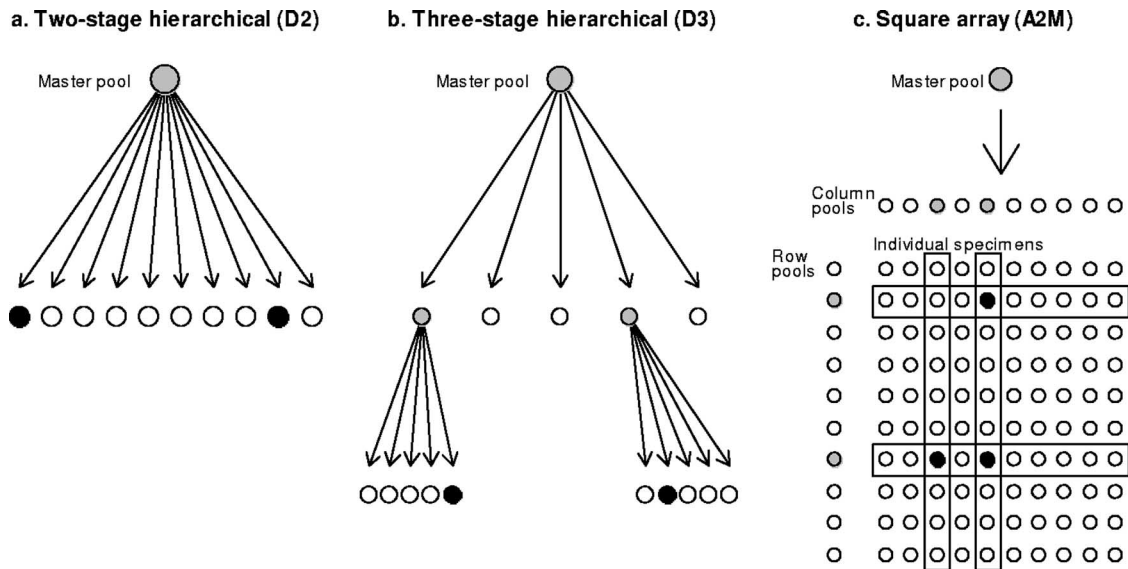 a. Two-stage hierarchical (D2)
Master pool
b. Three-stage hierarchical (D3)
Master pool
c. Square array (A2M)
Master pool
Column
pools
Individual specimens
Row
pools